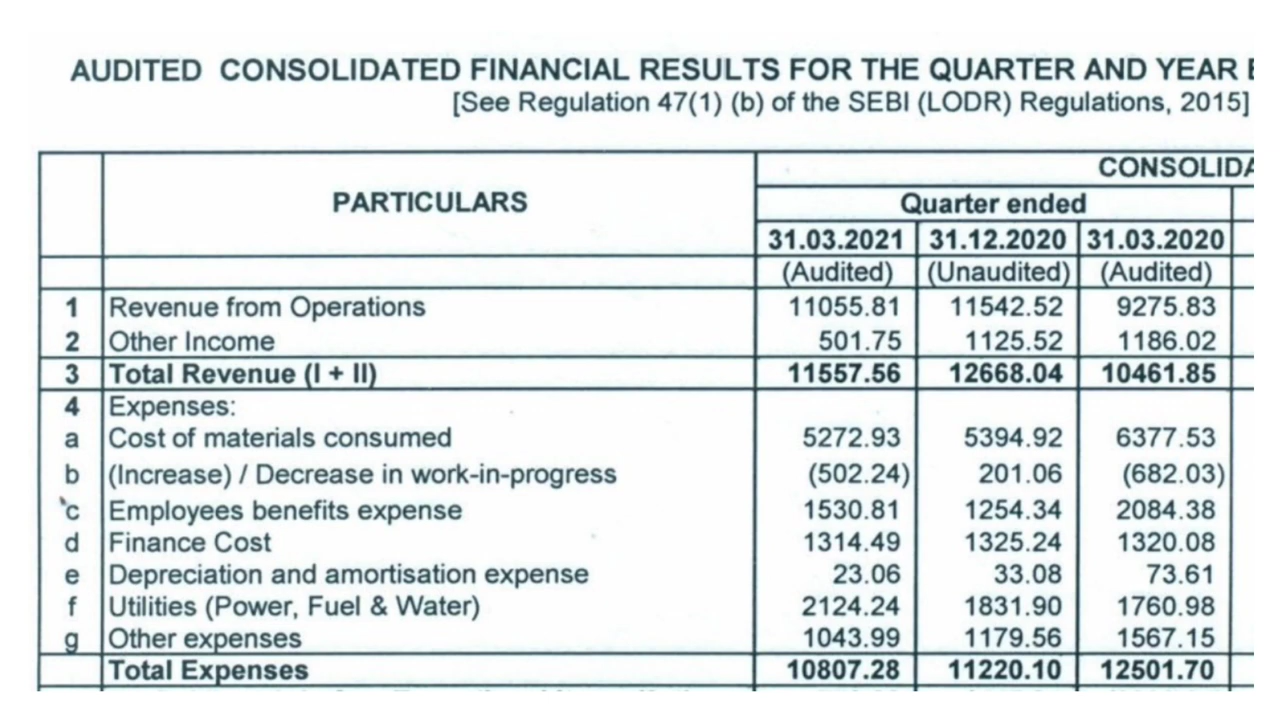 AUDITED CONSOLIDATED FINANCIAL RESULTS FOR THE QUARTER AND YEAR
[See Regulation 47(1) (b) of the SEBI (LODR) Regulations, 2015]
CONSOLIDA
PARTICULARS Quarter ended
31.03.2021 31.12.2020 31.03.2020
(Audited) (Unaudited) (Audited)
1 Revenue from Operations 11055.81 11542.52 9275.83
2 Other Income 501.75 1125.52 1186.02
3 Total Revenue (I + II) 11557.56 12668.04 10461.85
4 Expenses:
a Cost of materials consumed 5272.93 5394.92 6377.53
b (Increase) / Decrease in work-in-progress (502.24) 201.06 (682.03)
c Employees benefits expense 1530.81 1254.34 2084.38
d Finance Cost 1314.49 1325.24 1320.08
e Depreciation and amortisation expense 23.06 33.08 73.61
f Utilities (Power, Fuel & Water) 2124.24 1831.90 1760.98
g Other expenses 1043.99 1179.56 1567.15
Total Expenses 10807.28 11220.10 12501.70